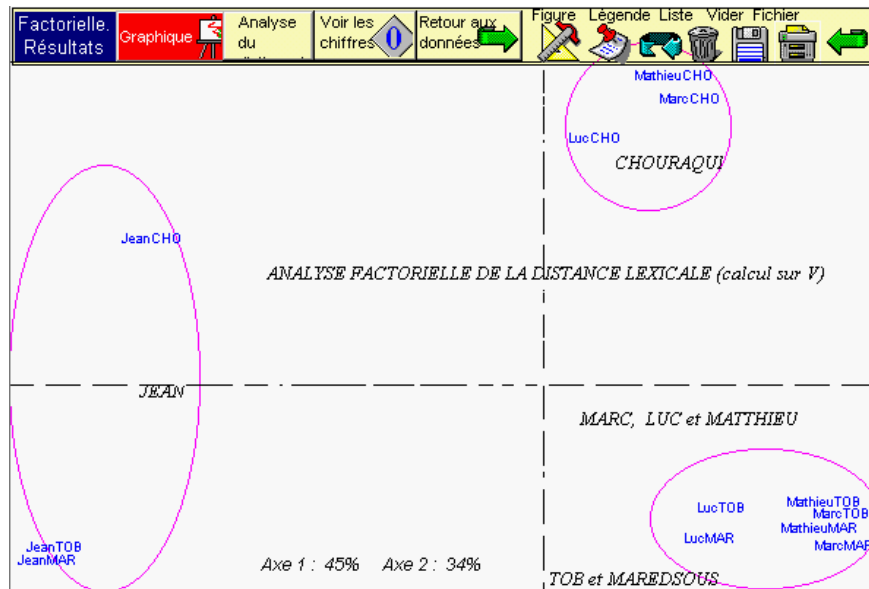 Factorielle.
Résultats
Graphique
Analyse
du
Voir les
chiffres
0
Retour aux
données
Figure Légende Liste Vider Fichier
MathieuCHO
MarcCHO
LucCHO
CHOURAQUI
JeanCHO
ANALYSE FACTORIELLE DE LA DISTANCE LEXICALE (calcul sur V)
JEAN
MARC, LUC et MATTHIEU
MathieuTOB
LucTOB
MarcTOB
MathieuMAR
LucMAR
MarcMAR
JeanTOB
JeanMAR
Axe 1 : 45% Axe 2 : 34%
TOB et MAREDSOUS